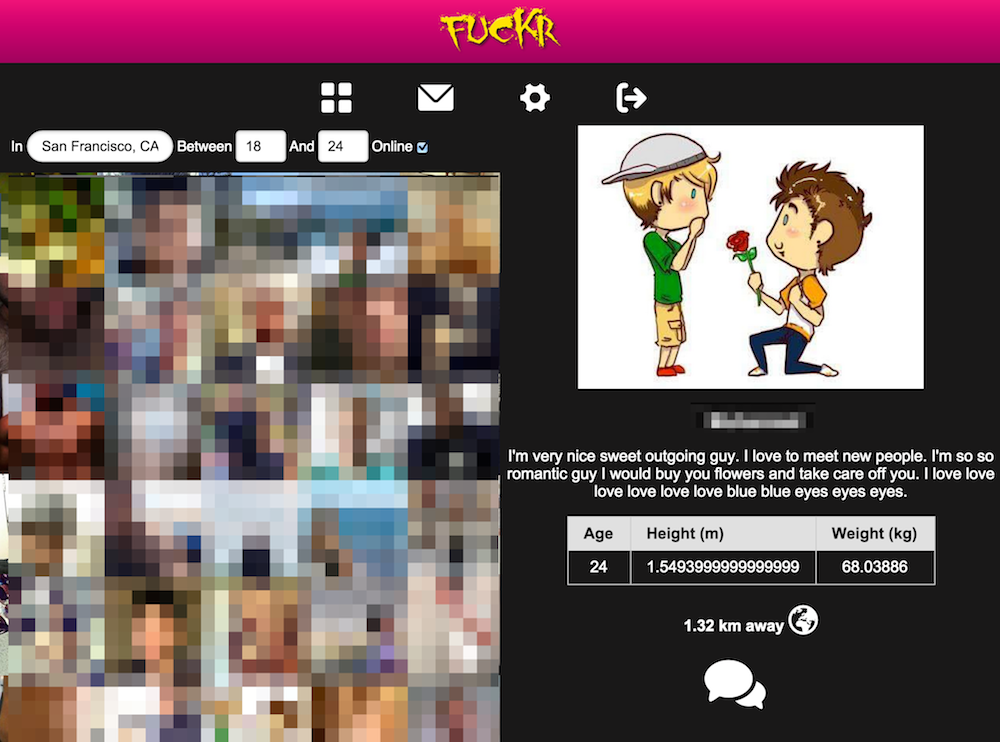 FUCKR
In San Francisco, CA Between 18 And 24 Online
I'm very nice sweet outgoing guy. I love to meet new people. I'm so so
romantic guy I would buy you flowers and take care off you. I love love
love love love love blue blue eyes eyes eyes.
Age Height (m) Weight (kg)
24 1.5493999999999999 68.03886
1.32 km away